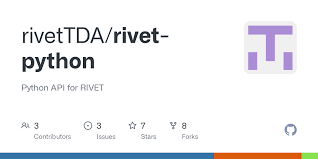 rivetTDA/rivet-
python
Python API for RIVET
3 3 7 8
Contributors Issues Stars Forks